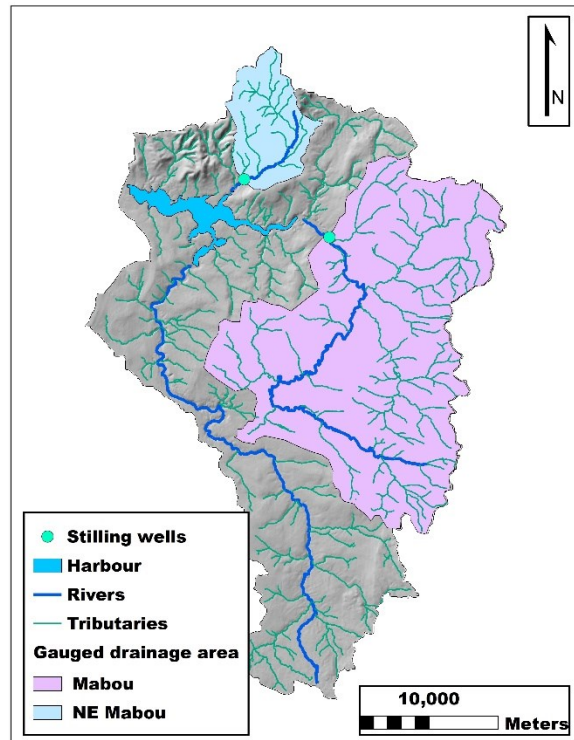 N
Stilling wells
Harbour
Rivers
Tributaries
Gauged drainage area
Mabou
NE Mabou
10,000
Meters